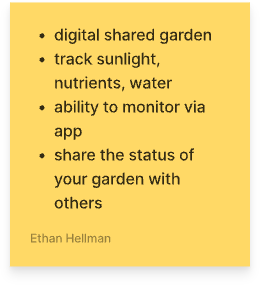 • digital shared garden
• track sunlight,
nutrients, water
• ability to monitor via
app
• share the status of
your garden with
others
Ethan Hellman